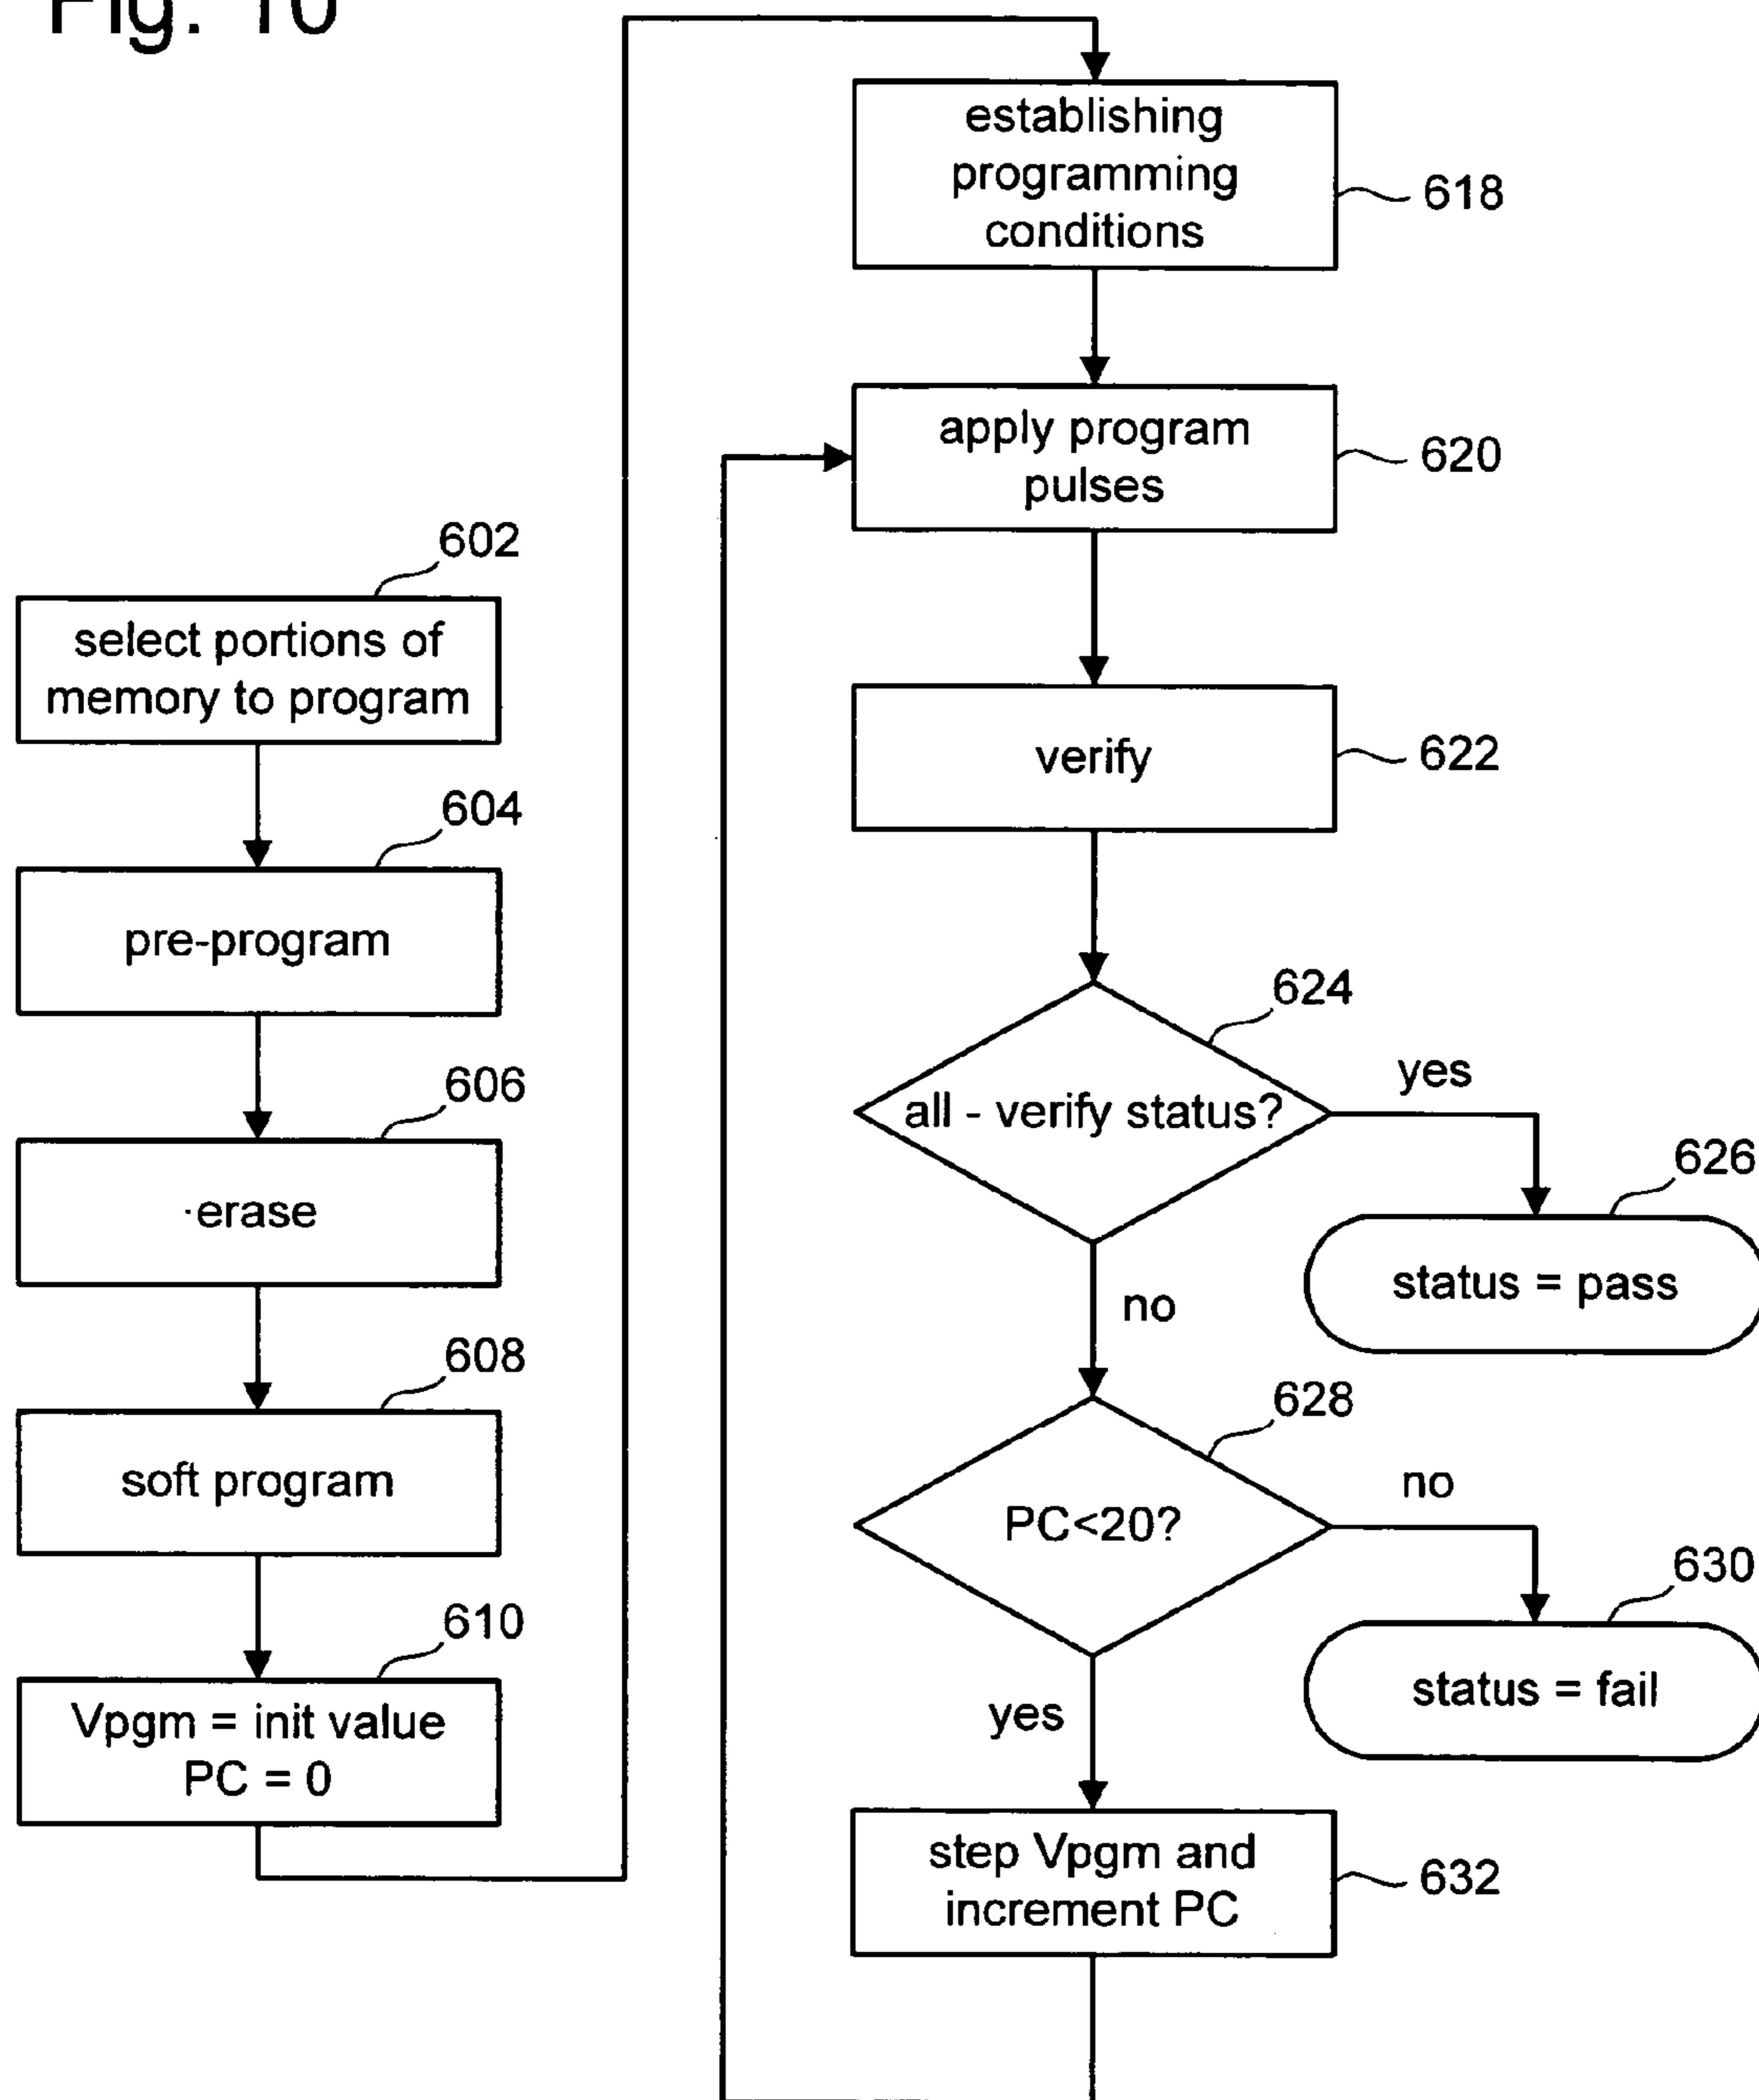 Fig. 10
602
select portions of
memory to program
604
pre-program
606
erase
608
soft program
610
Vpgm = init value
PC = 0
establishing
programming
conditions
618
apply program
pulses
620
verify
622
624
all - verify status?
yes
626
status = pass
no
628
PC<20?
no
630
status = fail
yes
step Vpgm and
increment PC
632